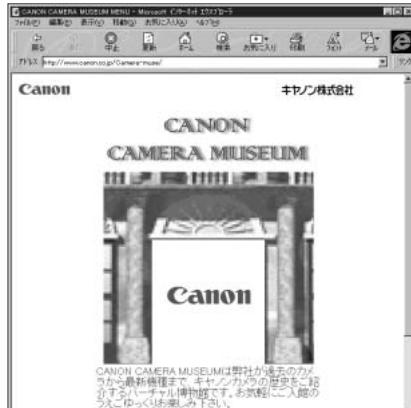 CANON CAMERA MUSEUM MENU - Microsoft インターネット エクスプローラ
ファイル(F) 編集(E) 表示(V) 移動(G) お気に入り(A) ヘルプ(H)
戻る 中止 更新 ホーム 検索 お気に入り 印刷 フォント メール
アドレス http://www.canon.co.jp/Camera-muse/
Canon キヤノン株式会社
CANON
CAMERA MUSEUM
Canon
CANON CAMERA MUSEUMは弊社が過去のカメ
ラから最新機種まで、キヤノンカメラの歴史をご紹
介するバーチャル博物館です。お気軽にご入館の
うえごゆっくりお楽しみ下さい。